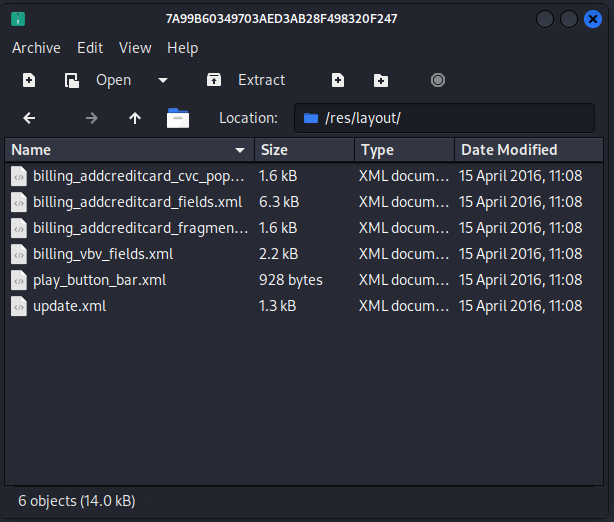 7A99B60349703AED3AB28F498320F247
Archive Edit View Help
Open Extract
Location: /res/layout/
Name Size Type Date Modified
billing_addcreditcard_cvc_pop... 1.6 kB XML docum... 15 April 2016, 11:08
billing_addcreditcard_fields.xml 6.3 kB XML docum... 15 April 2016, 11:08
billing_addcreditcard_fragmen... 1.6 kB XML docum... 15 April 2016, 11:08
billing_vbv_fields.xml 2.2 kB XML docum... 15 April 2016, 11:08
play_button_bar.xml 928 bytes XML docum... 15 April 2016, 11:08
update.xml 1.3 kB XML docum... 15 April 2016, 11:08
6 objects (14.0 kB)